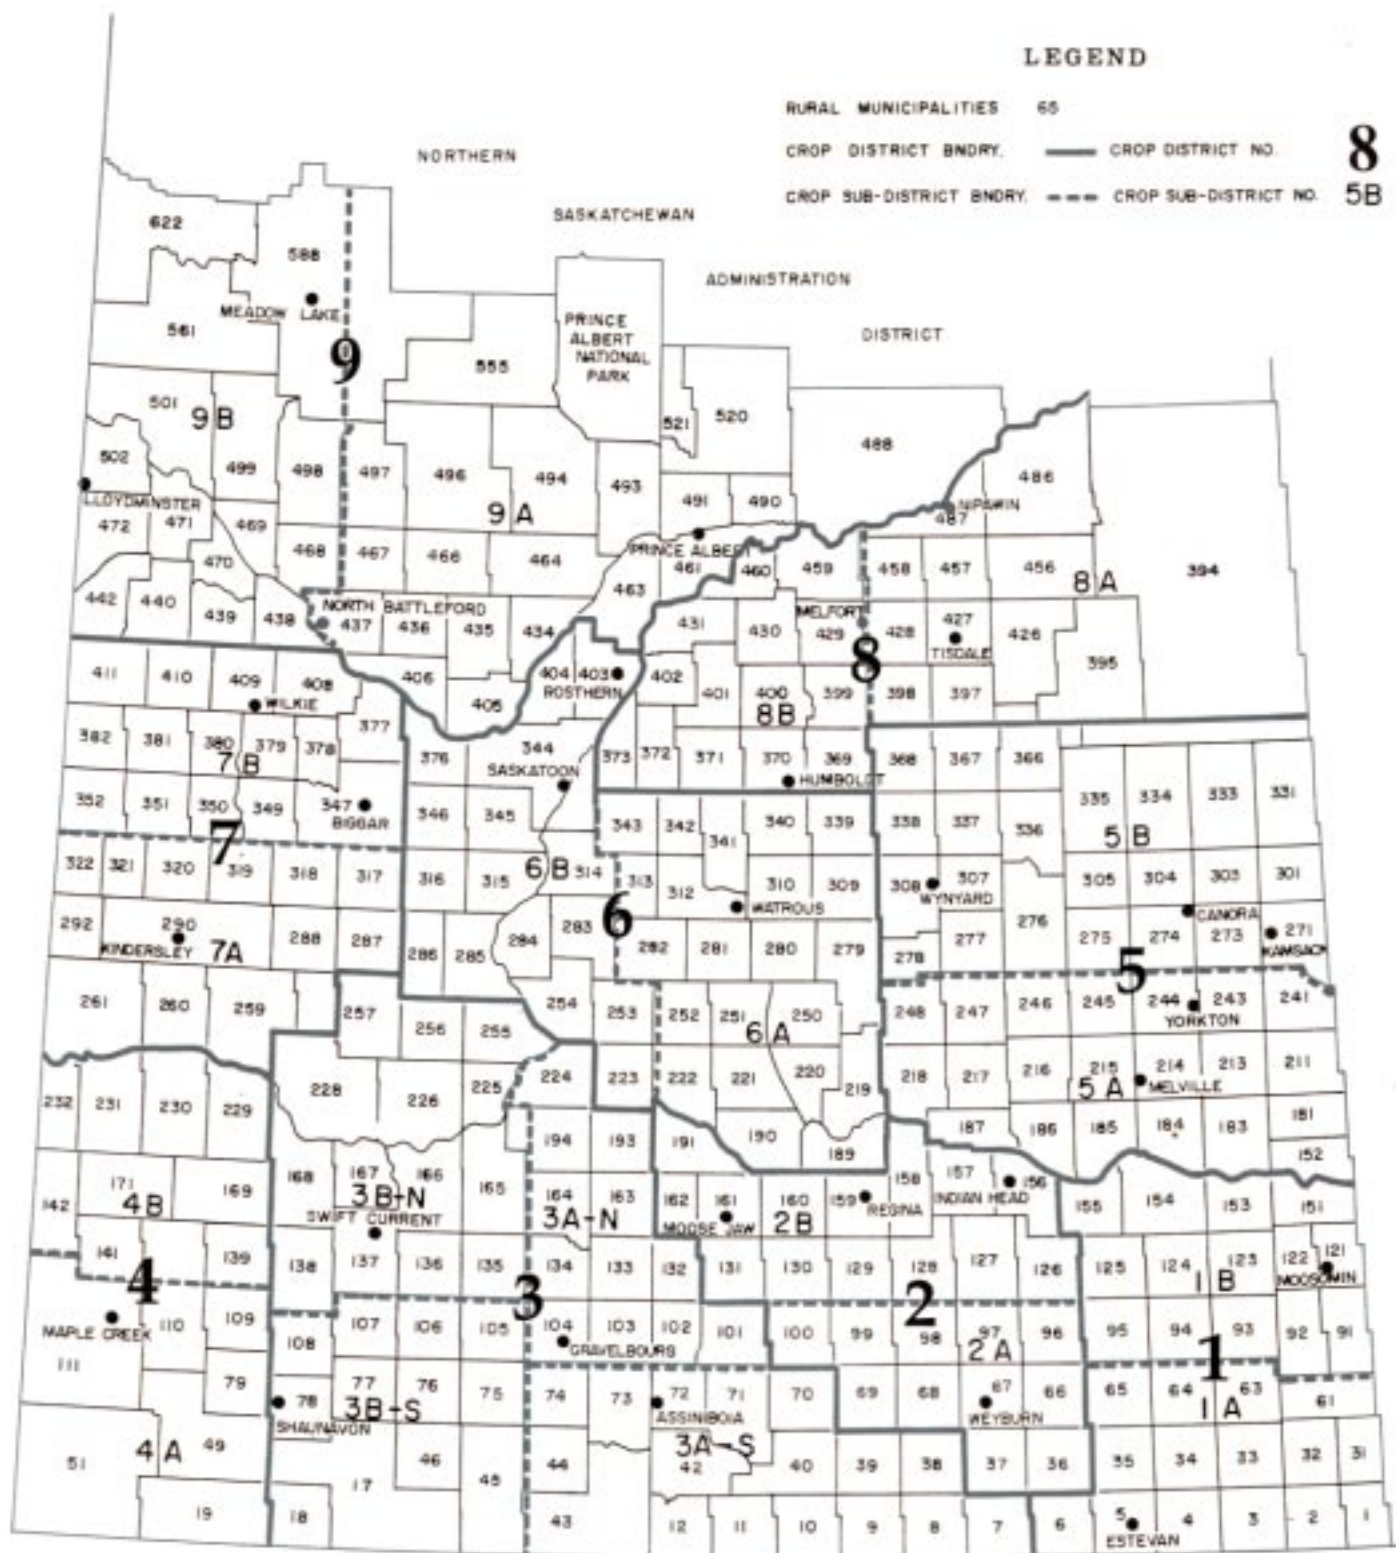 LEGEND
RURAL MUNICIPALITIES 65
CROP DISTRICT BNDRY. CROP DISTRICT NO. 8
CROP SUB-DISTRICT BNDRY. CROP SUB-DISTRICT NO. 5B
NORTHERN
SASKATCHEWAN
ADMINISTRATION
DISTRICT
622
588
MEADOW LAKE
561
9
555
PRINCE
ALBERT
NATIONAL
PARK
501 9B
521 520
488
502 499 498 497 496 494 493
486
LLOYDMINSTER
472 471 469
9A
491 490
NIPAWIN
487
470 468 467 466 464
PRINCE ALBERT
461 460 459 458 457 456
8A
394
442 440 439 438
NORTH BATTLEFORD
437 436 435 434
463
431 430
MELFORT
429 428 427 426
TISDALE
8
395
411 410 409 408
WILKIE
406 405
404 403
ROSTHERN
402 401 400 399 398 397
8B
382 381 380 379 378 377
7B
376 344
SASKATOON
373 372 371 370 369 368 367 366
HUMBOLDT
352 351 350 349 347
BIGGAR
346 345
343 342 341 340 339 338 337 336
335 334 333 331
5B
7
322 321 320 319 318 317 316 315
6B
314 313 312 310 309 308 307
WATROUS
WYNYARD
305 304 303 301
6
292 290 288 287
KINDERSLEY 7A
286 285 284 283 282 281 280 279 278 277 276 275 274 273 271
CANORA
KAMSACK
5
261 260 259 257 256 255 254 253 252 251 250 248 247 246 245 244 243 241
6A
YORKTON
232 231 230 229 228 226 225 224 223 222 221 220 219 218 217 216 215 214 213 211
5A
MELVILLE
194 193 191 190 189 187 186 185 184 183 181
152
142 171 169
4B
168 167 166 165 164 163 162 161 160 159 158 157 156 155 154 153 151
3B-N
SWIFT CURRENT
3A-N
MOOSE JAW
2B
REGINA
INDIAN HEAD
141 139 138 137 136 135 134 133 132 131 130 129 128 127 126 125 124 123 122 121
1B
MOOSOMIN
4
3
2
MAPLE CREEK
111 110 109 108 107 106 105 104 103 102 101 100 99 98 97 96 95 94 93 92 91
GRAVELBOURG
2A
1
79 78 77 76 75 74 73 72 71 70 69 68 67 66 65 64 63 61
SHAUNAVON
3B-S
ASSINIBOIA
WEYBURN
1A
3A-S
51
4A
49 46 45 44 42 40 39 38 37 36 35 34 33 32 31
19 18 17 43 12 11 10 9 8 7 6 5 4 3 2 1
ESTEVAN